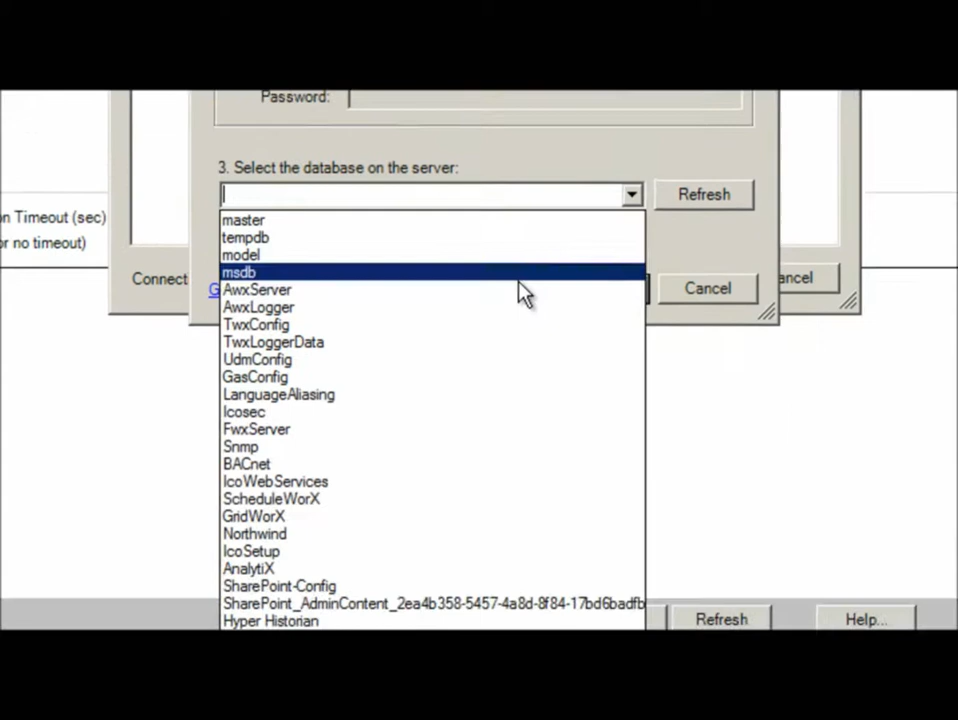 Password:
3. Select the database on the server:
Refresh
master
on Timeout (sec)
tempdb
or no timeout)
model
msdb
Connect
ancel
G
AwxServer
Cancel
AwxLogger
TwxConfig
TwxLoggerData
UdmConfig
GasConfig
LanguageAliasing
Icosec
FwxServer
Snmp
BACnet
IcoWebServices
ScheduleWorX
GridWorX
Northwind
IcoSetup
AnalytiX
SharePoint-Config
SharePoint_AdminContent_2ea4b358-5457-4a8d-8f84-17bd6badfb
Hyper Historian
Refresh
Help...